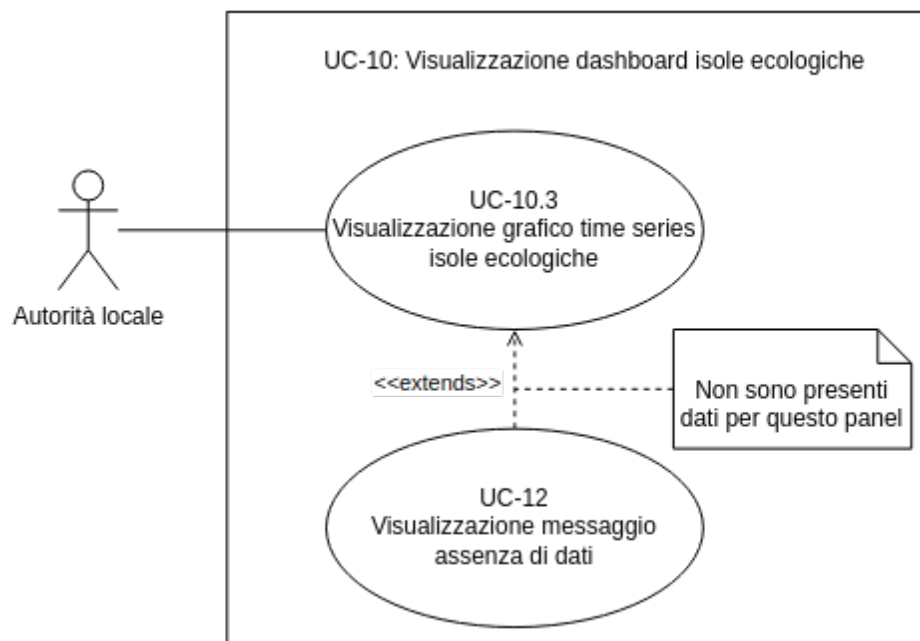 UC-10: Visualizzazione dashboard isole ecologiche
UC-10.3
Visualizzazione grafico time series
isole ecologiche
Autorità locale
<<extends>>
Non sono presenti
dati per questo panel
UC-12
Visualizzazione messaggio
assenza di dati